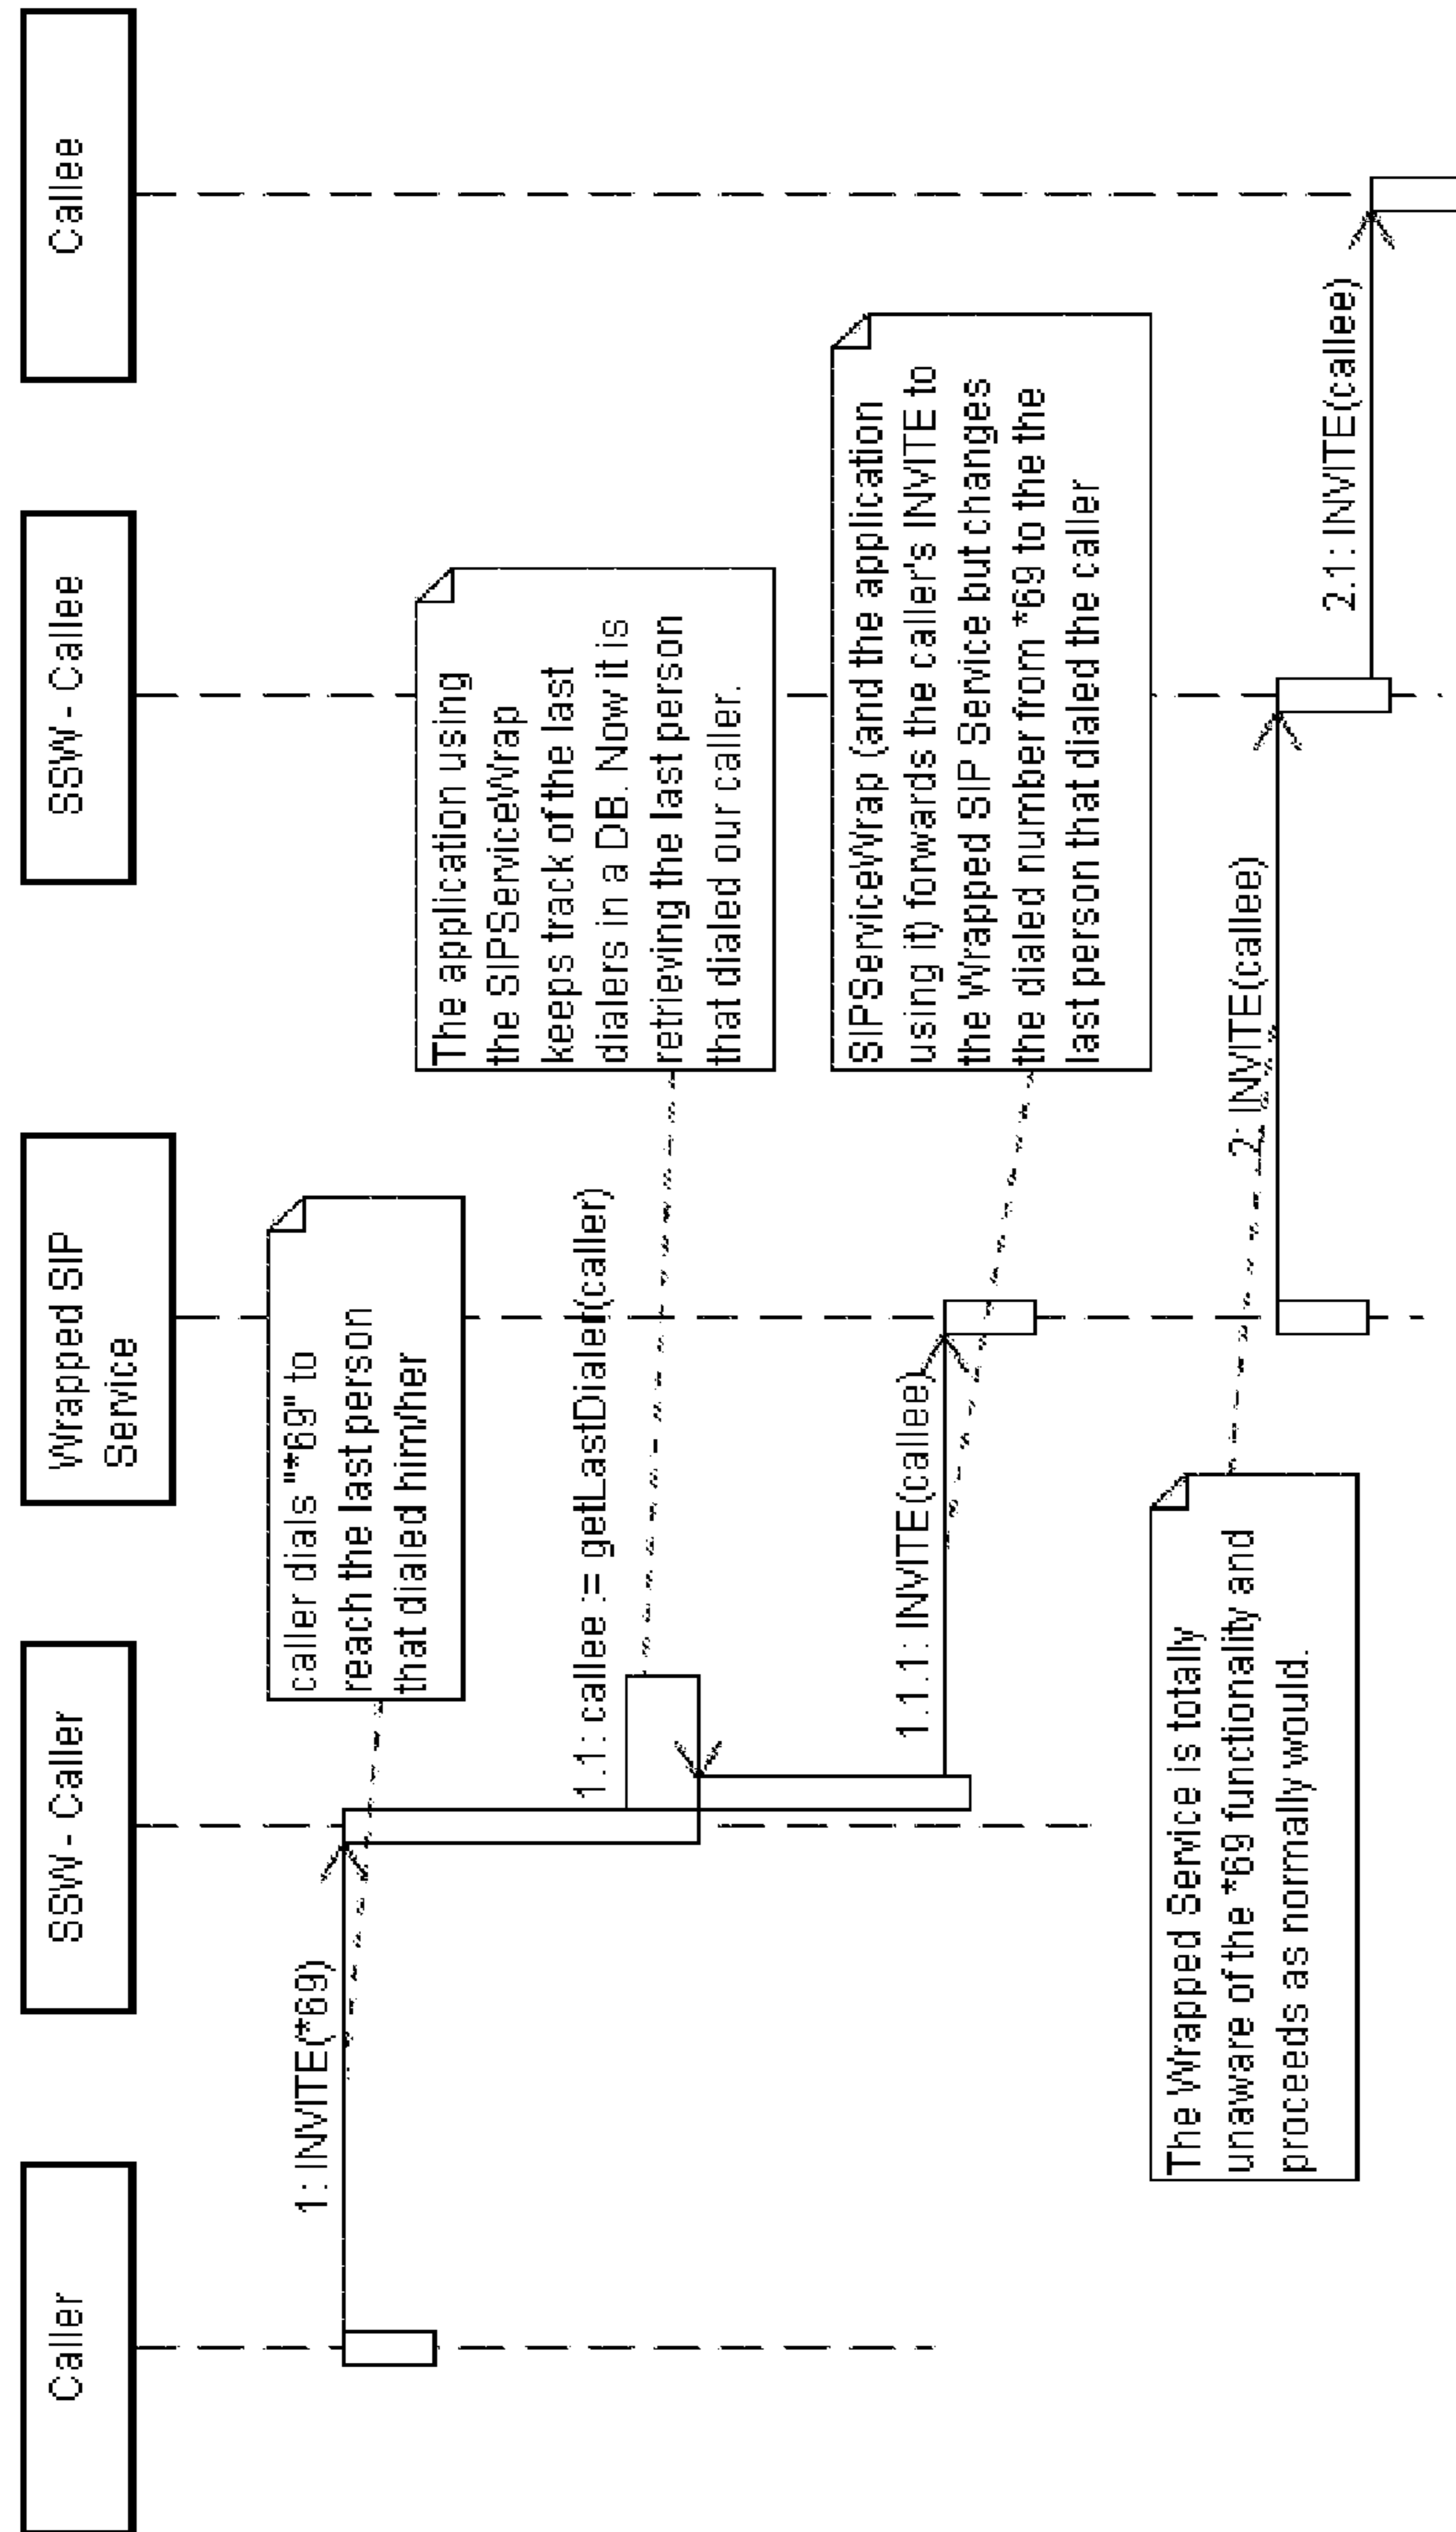 Caller
SSW - Caller
Wrapped SIP
Service
SSW - Callee
Callee
caller dials "*69" to
reach the last person
that dialed him/her
1: INVITE(*69)
The application using
the SIPServiceWrap
keeps track of the last
dialers in a DB. Now it is
retrieving the last person
that dialed our caller.
1.1: callee := getLastDialer(caller)
SIPServiceWrap (and the application
using it) forwards the caller's INVITE to
the Wrapped SIP Service but changes
the dialed number from *69 to the the
last person that dialed the caller
1.1.1: INVITE(callee)
The Wrapped Service is totally
unaware of the *69 functionality and
proceeds as normally would.
2: INVITE(callee)
2.1: INVITE(callee)